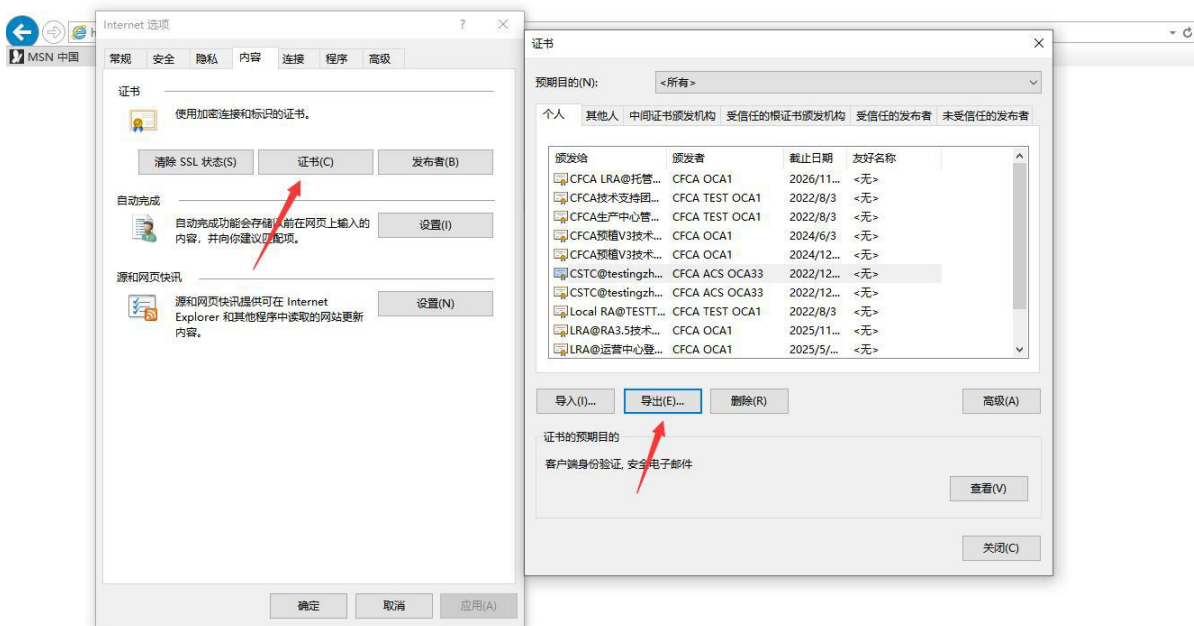 Internet 选项
MSN 中国
常规 安全 隐私 内容 连接 程序 高级
证书
使用加密连接和标识的证书。
清除 SSL 状态(S) 证书(C) 发布者(B)
自动完成
自动完成功能会存储以前在网页上输入的
内容，并向你建议匹配项。
设置(I)
源和网页快讯
源和网页快讯提供可在 Internet
Explorer 和其他程序中读取的网站更新
内容。
设置(N)
确定 取消 应用(A)
证书
预期目的(N): <所有>
个人 其他人 中间证书颁发机构 受信任的根证书颁发机构 受信任的发布者 未受信任的发布者
颁发给 颁发者 截止日期 友好名称
CFCA LRA@托管... CFCA OCA1 2026/11... <无>
CFCA技术支持团... CFCA TEST OCA1 2022/8/3 <无>
CFCA生产中心管... CFCA TEST OCA1 2022/8/3 <无>
CFCA预植V3技术... CFCA OCA1 2024/6/3 <无>
CFCA预植V3技术... CFCA OCA1 2024/12... <无>
CSTC@testingzh... CFCA ACS OCA33 2022/12... <无>
CSTC@testingzh... CFCA ACS OCA33 2022/12... <无>
Local RA@TESTT... CFCA TEST OCA1 2022/8/3 <无>
LRA@RA3.5技术... CFCA OCA1 2025/11... <无>
LRA@运营中心登... CFCA OCA1 2025/5/... <无>
导入(I)... 导出(E)... 删除(R) 高级(A)
证书的预期目的
客户端身份验证, 安全电子邮件
查看(V)
关闭(C)